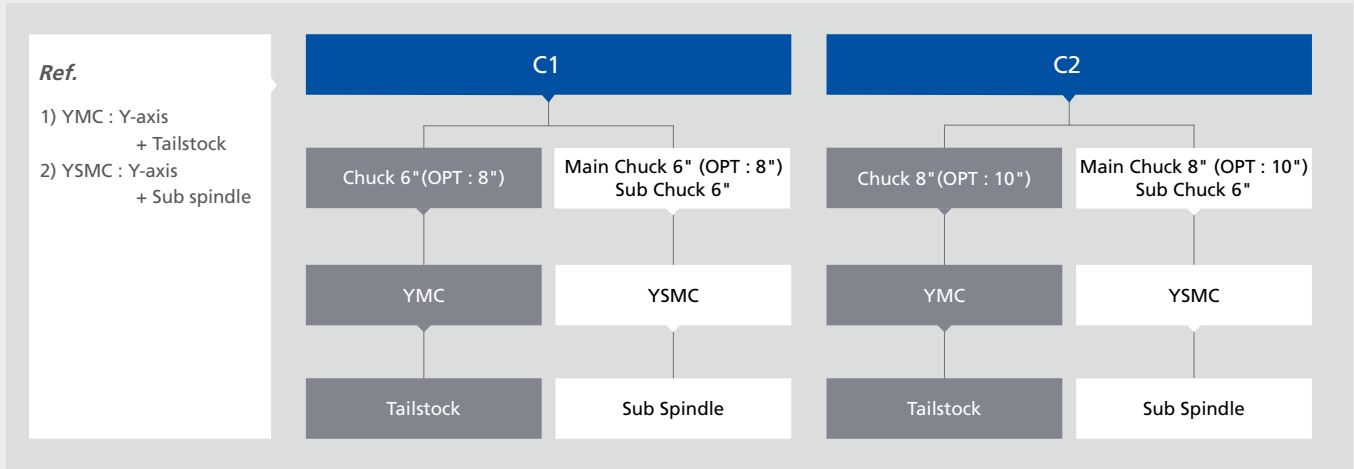 Ref.
1) YMC : Y-axis
+ Tailstock
2) YSMC : Y-axis
+ Sub spindle
C1
Chuck 6"(OPT : 8")
Main Chuck 6" (OPT : 8")
Sub Chuck 6"
YMC
YSMC
Tailstock
Sub Spindle
C2
Chuck 8"(OPT : 10")
Main Chuck 8" (OPT : 10")
Sub Chuck 6"
YMC
YSMC
Tailstock
Sub Spindle